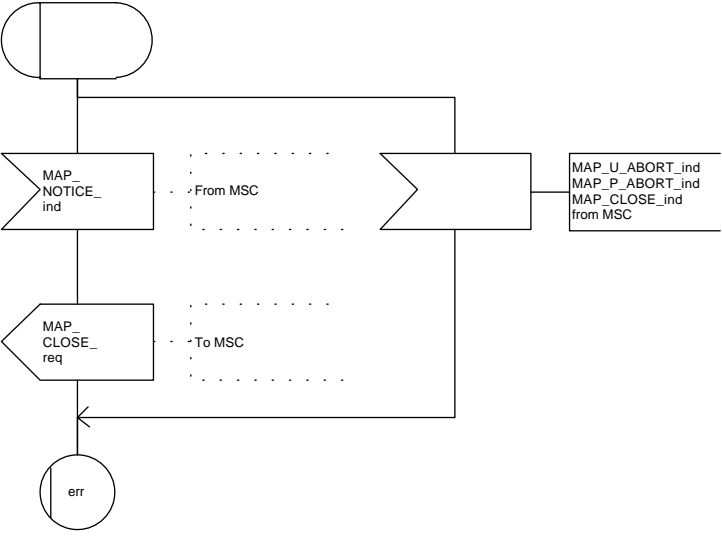 MAP_
NOTICE_
ind
From MSC
MAP_U_ABORT_ind
MAP_P_ABORT_ind
MAP_CLOSE_ind
from MSC
MAP_
CLOSE_
req
To MSC
err